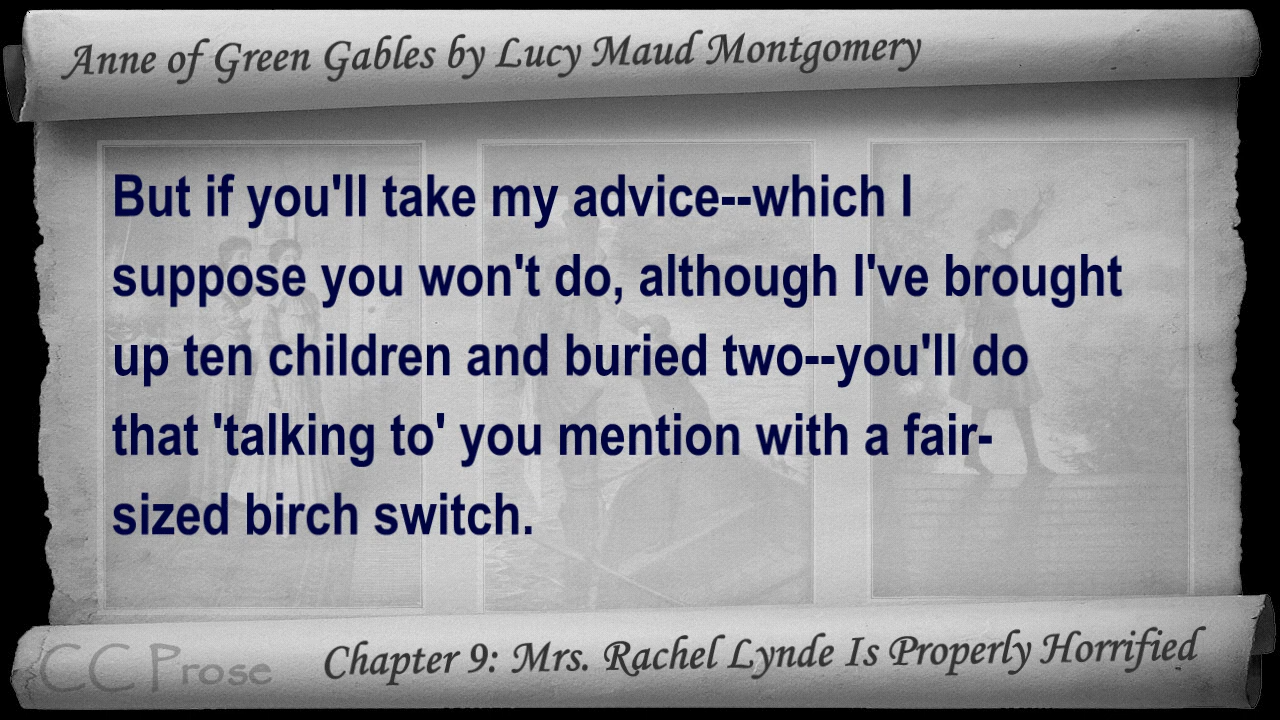 Anne of Green Gables by Lucy Maud Montgomery
But if you'll take my advice--which I
suppose you won't do, although I've brought
up ten children and buried two--you'll do
that 'talking to' you mention with a fair-
sized birch switch.
CC Prose
Chapter 9: Mrs. Rachel Lynde Is Properly Horrified